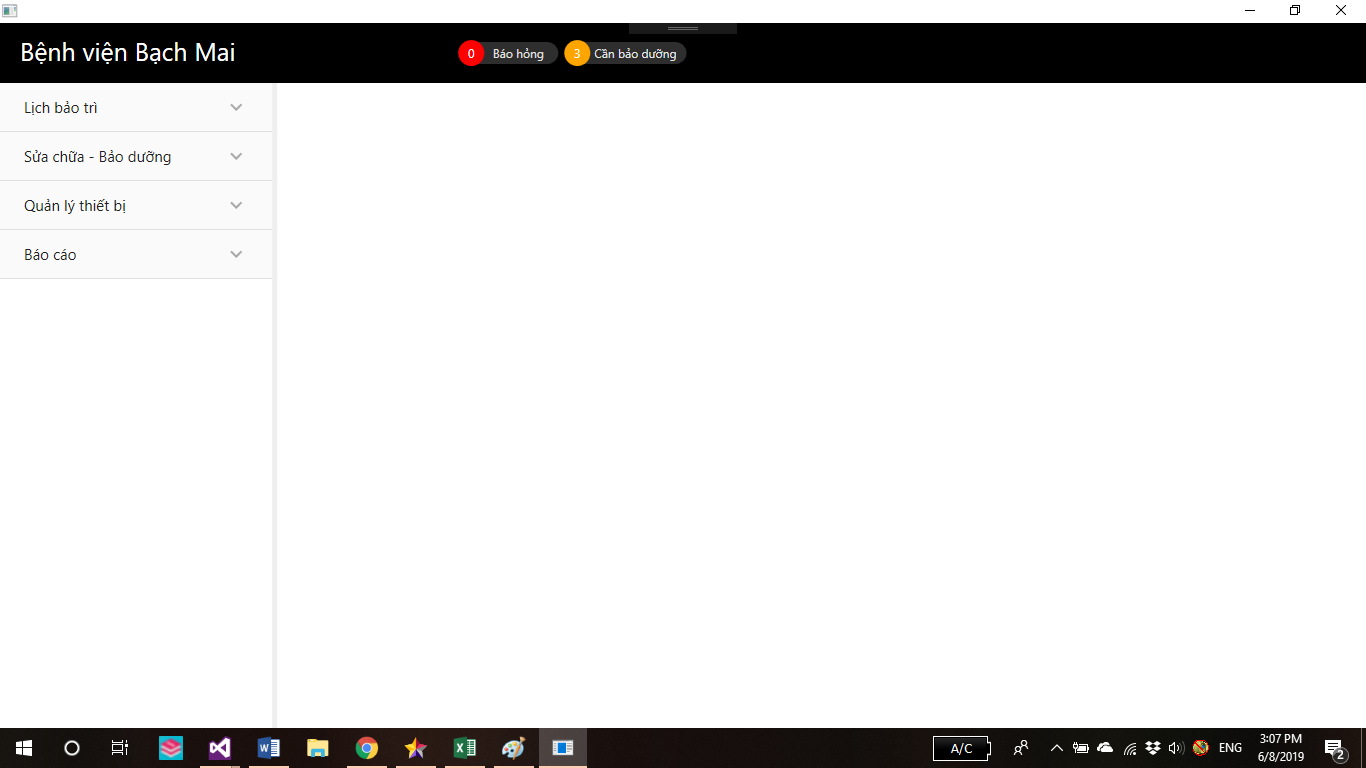 Bệnh viện Bạch Mai
0 Báo hỏng 3 Cần bảo dưỡng
Lịch bảo trì
Sửa chữa - Bảo dưỡng
Quản lý thiết bị
Báo cáo
A/C ENG 3:07 PM
6/8/2019 2